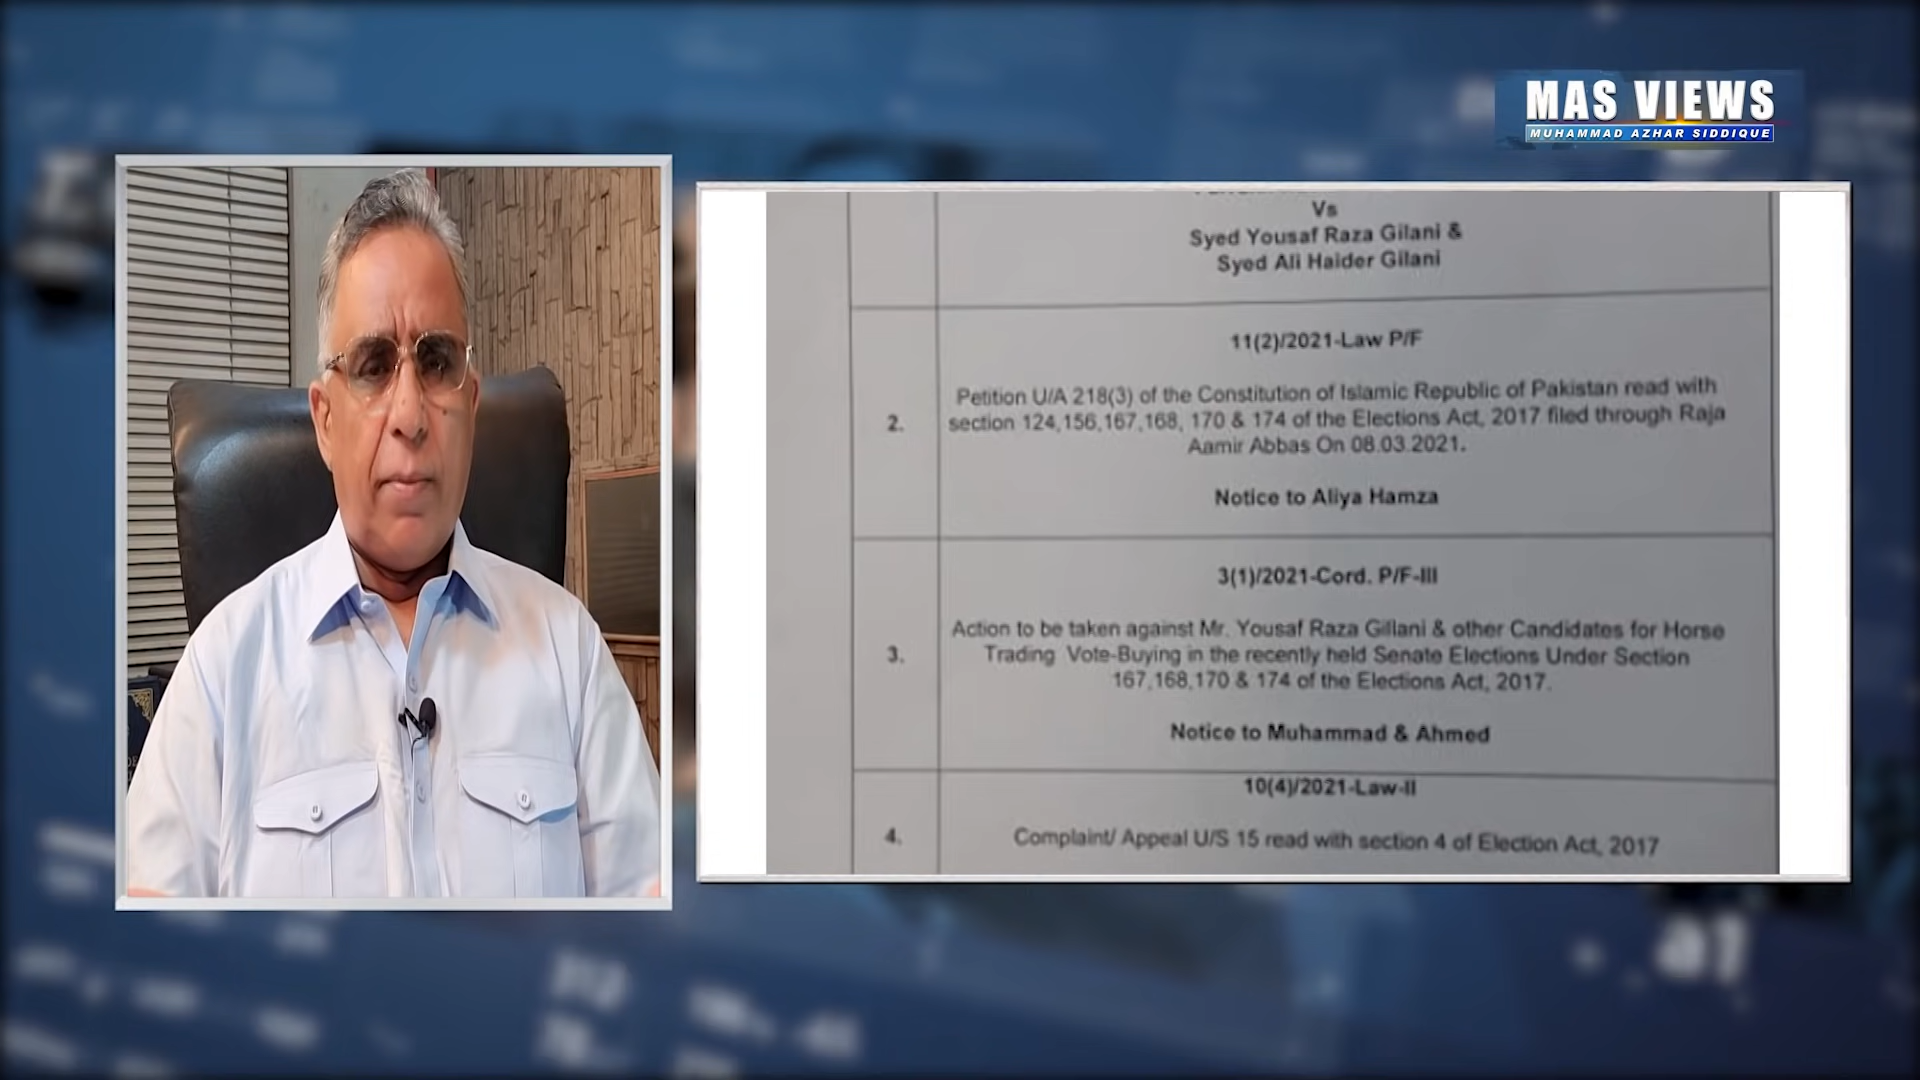 MAS VIEWS
MUHAMMAD AZHAR SIDDIQUE
Vs
Syed Yousaf Raza Gilani &
Syed Ali Haider Gilani
11(2)/2021-Law P/F
2.
Petition U/A 218(3) of the Constitution of Islamic Republic of Pakistan read with
section 124,156,167,168, 170 & 174 of the Elections Act, 2017 filed through Raja
Aamir Abbas On 08.03.2021.
Notice to Aliya Hamza
3(1)/2021-Cord. P/F-III
3.
Action to be taken against Mr. Yousaf Raza Gillani & other Candidates for Horse
Trading Vote-Buying in the recently held Senate Elections Under Section
167,168,170 & 174 of the Elections Act, 2017.
Notice to Muhammad & Ahmed
10(4)/2021-Law-II
4.
Complaint/ Appeal U/S 15 read with section 4 of Election Act, 2017